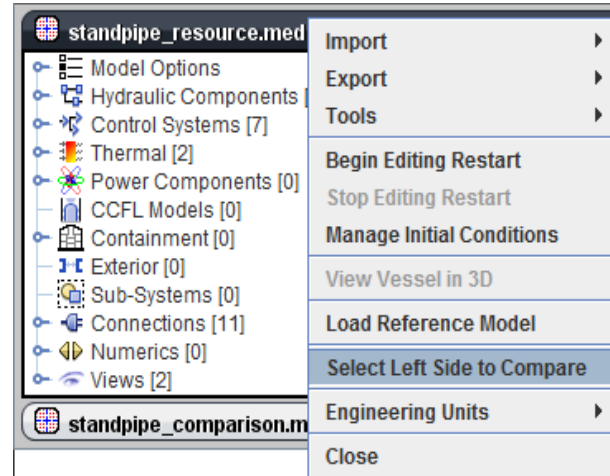 standpipe_resource.med
Model Options
Hydraulic Components [
Control Systems [7]
Thermal [2]
Power Components [0]
CCFL Models [0]
Containment [0]
Exterior [0]
Sub-Systems [0]
Connections [11]
Numerics [0]
Views [2]
standpipe_comparison.m
Import
Export
Tools
Begin Editing Restart
Stop Editing Restart
Manage Initial Conditions
View Vessel in 3D
Load Reference Model
Select Left Side to Compare
Engineering Units
Close